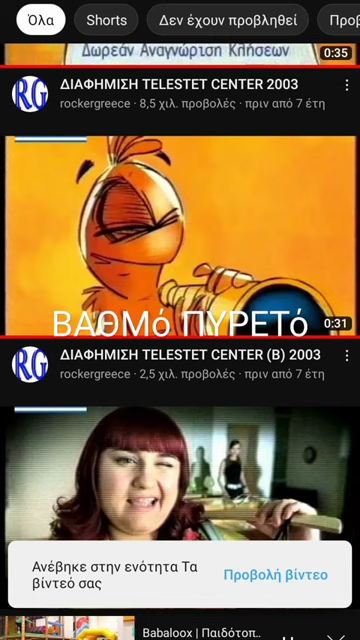 Όλα
Shorts
Δεν έχουν προβληθεί
Προβ
Δωρεάν Αναγνώριση Κλήσεων
0:35
RG
ΔΙΑΦΗΜΙΣΗ TELESTET CENTER 2003
rockergreece · 8,5 χιλ. προβολές · πριν από 7 έτη
ΒΑΘΜό ΠΥΡΕΤό
0:31
RG
ΔΙΑΦΗΜΙΣΗ TELESTET CENTER (B) 2003
rockergreece · 2,5 χιλ. προβολές · πριν από 7 έτη
Ανέβηκε στην ενότητα Τα
βίντεό σας
Προβολή βίντεο
Babaloox | Παιδότοπ..